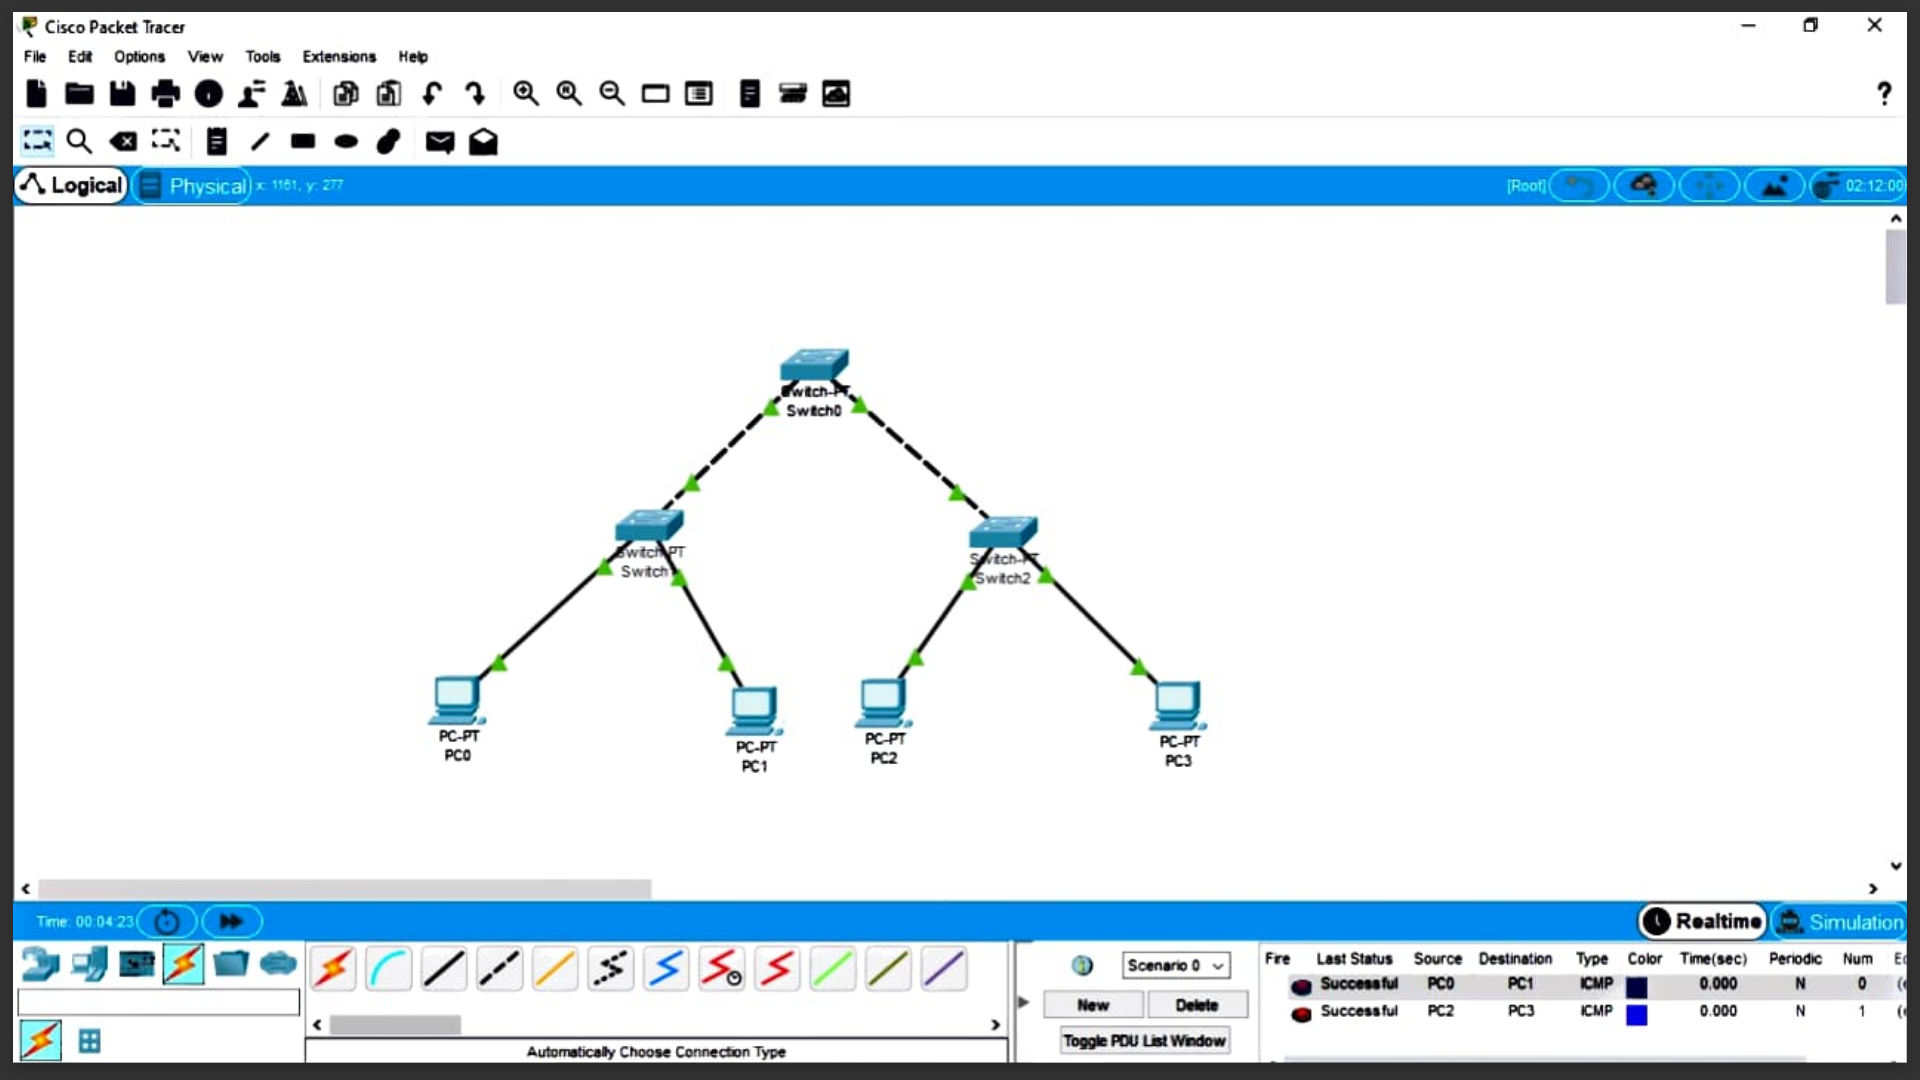 Cisco Packet Tracer
File Edit Options View Tools Extensions Help
?
Logical Physical x: 1161, y: 277 [Root] 02:12:00
Switch-PT
Switch0
Switch-PT
Switch
Switch-PT
Switch2
PC-PT
PC0
PC-PT
PC1
PC-PT
PC2
PC-PT
PC3
Time: 00:04:23 Realtime Simulation
Scenario 0
New Delete
Toggle PDU List Window
Automatically Choose Connection Type
Fire Last Status Source Destination Type Color Time(sec) Periodic Num
Successful PC0 PC1 ICMP 0.000 N 0
Successful PC2 PC3 ICMP 0.000 N 1